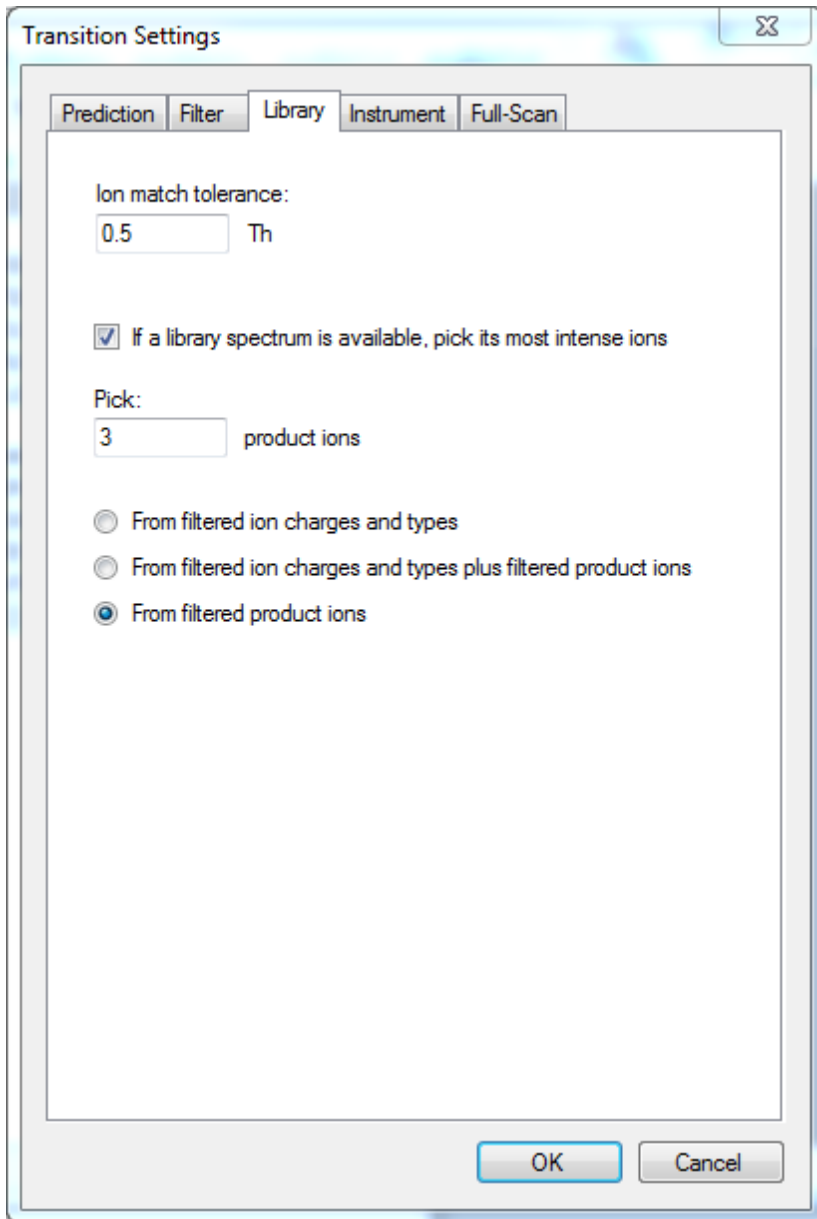 Transition Settings
Prediction Filter Library Instrument Full-Scan
Ion match tolerance:
0.5 Th
If a library spectrum is available, pick its most intense ions
Pick:
3 product ions
From filtered ion charges and types
From filtered ion charges and types plus filtered product ions
From filtered product ions
OK Cancel